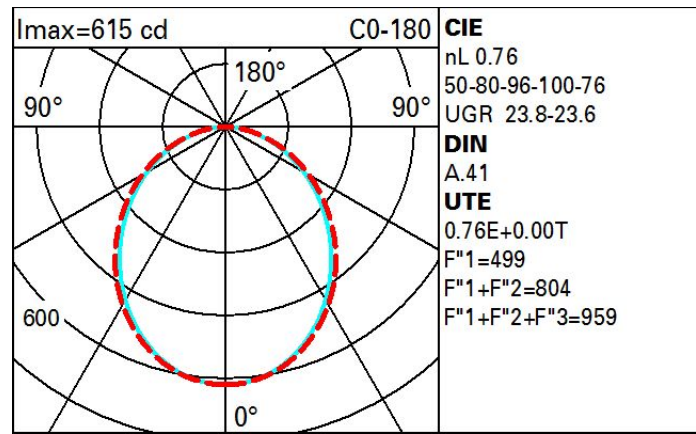 Imax=615 cd C0-180
180°
90° 90°
600
0°
CIE
nL 0.76
50-80-96-100-76
UGR 23.8-23.6
DIN
A.41
UTE
0.76E+0.00T
F"1=499
F"1+F"2=804
F"1+F"2+F"3=959